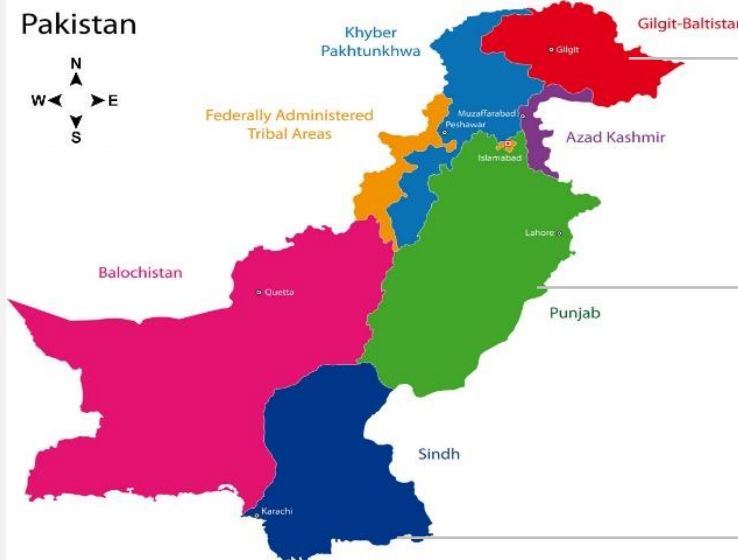 Pakistan
N
W E
S
Khyber
Pakhtunkhwa
Gilgit-Baltistan
Gilgit
Federally Administered
Tribal Areas
Muzaffarabad
Peshawar
Azad Kashmir
Islamabad
Lahore
Balochistan
Quetta
Punjab
Sindh
Karachi